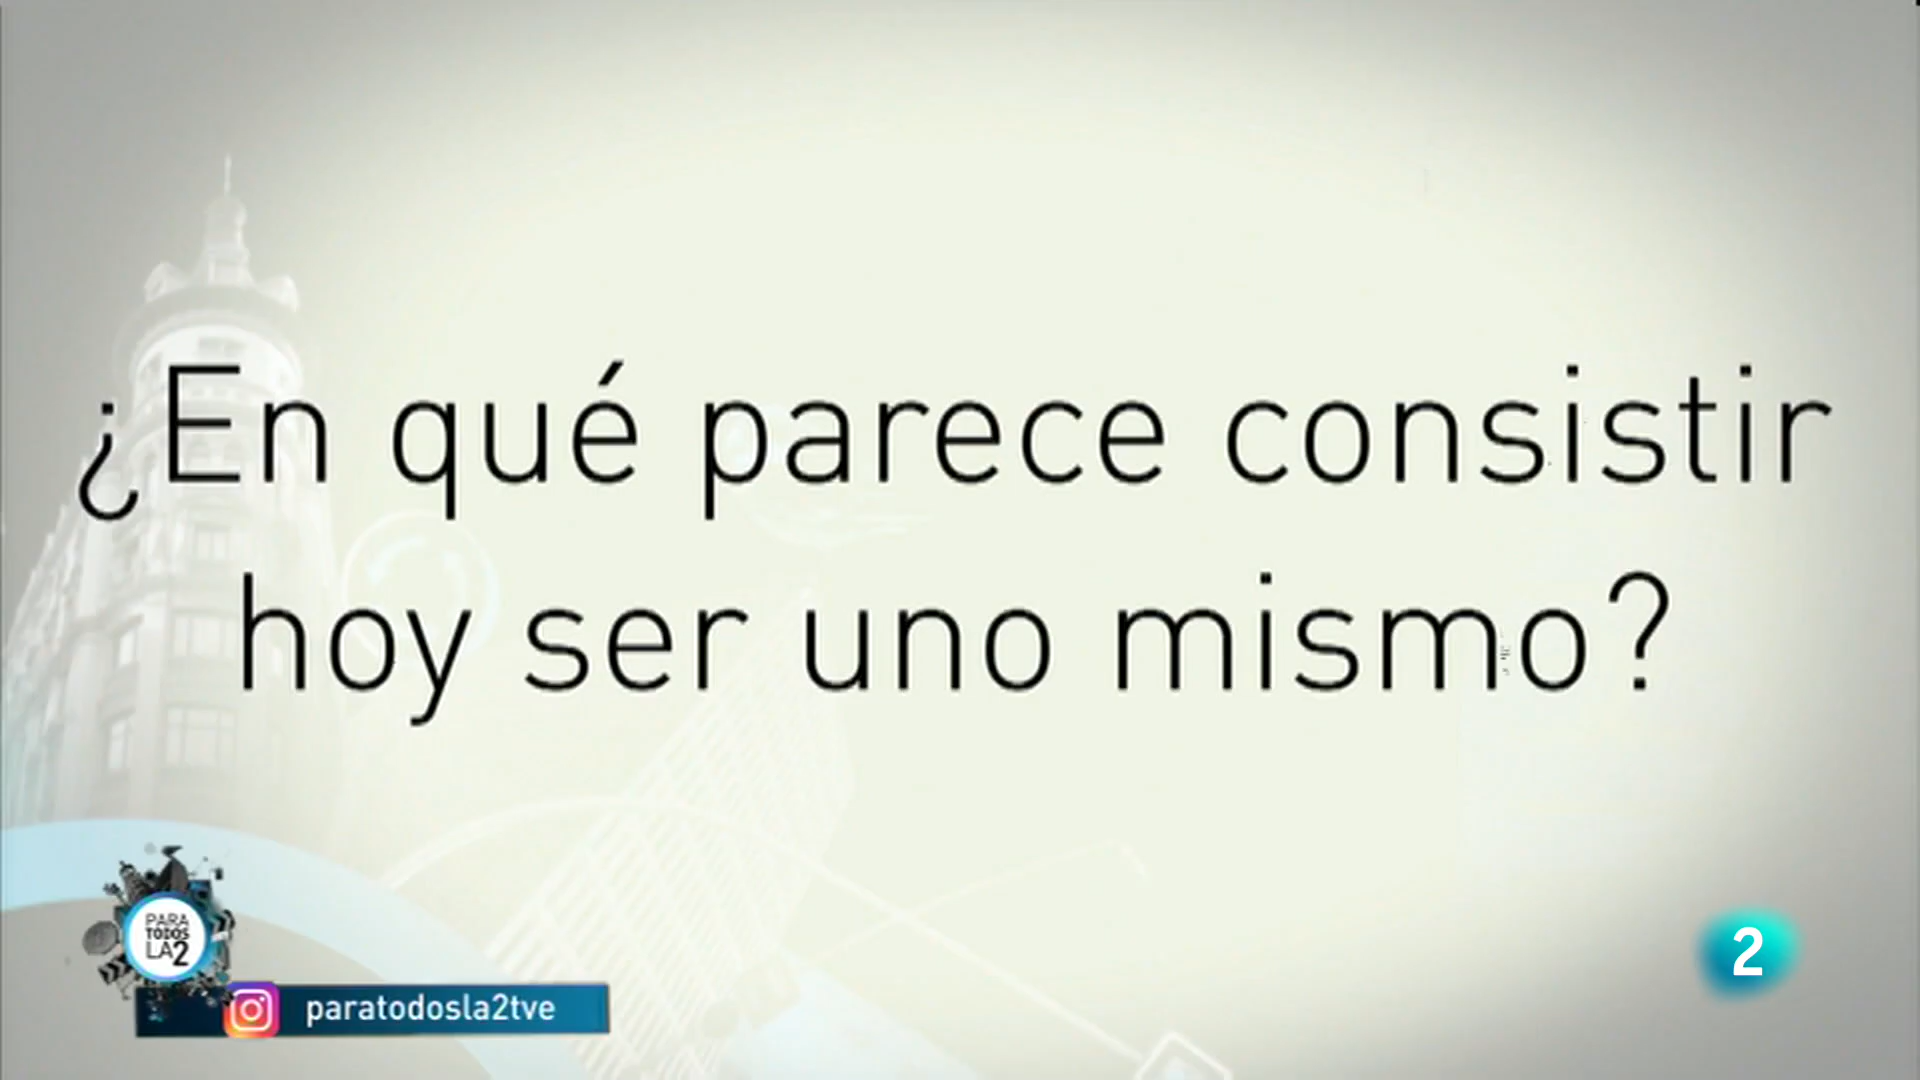 ¿En qué parece consistir
hoy ser uno mismo?
PARA
TODOS
LA2
paratodosla2tve
2